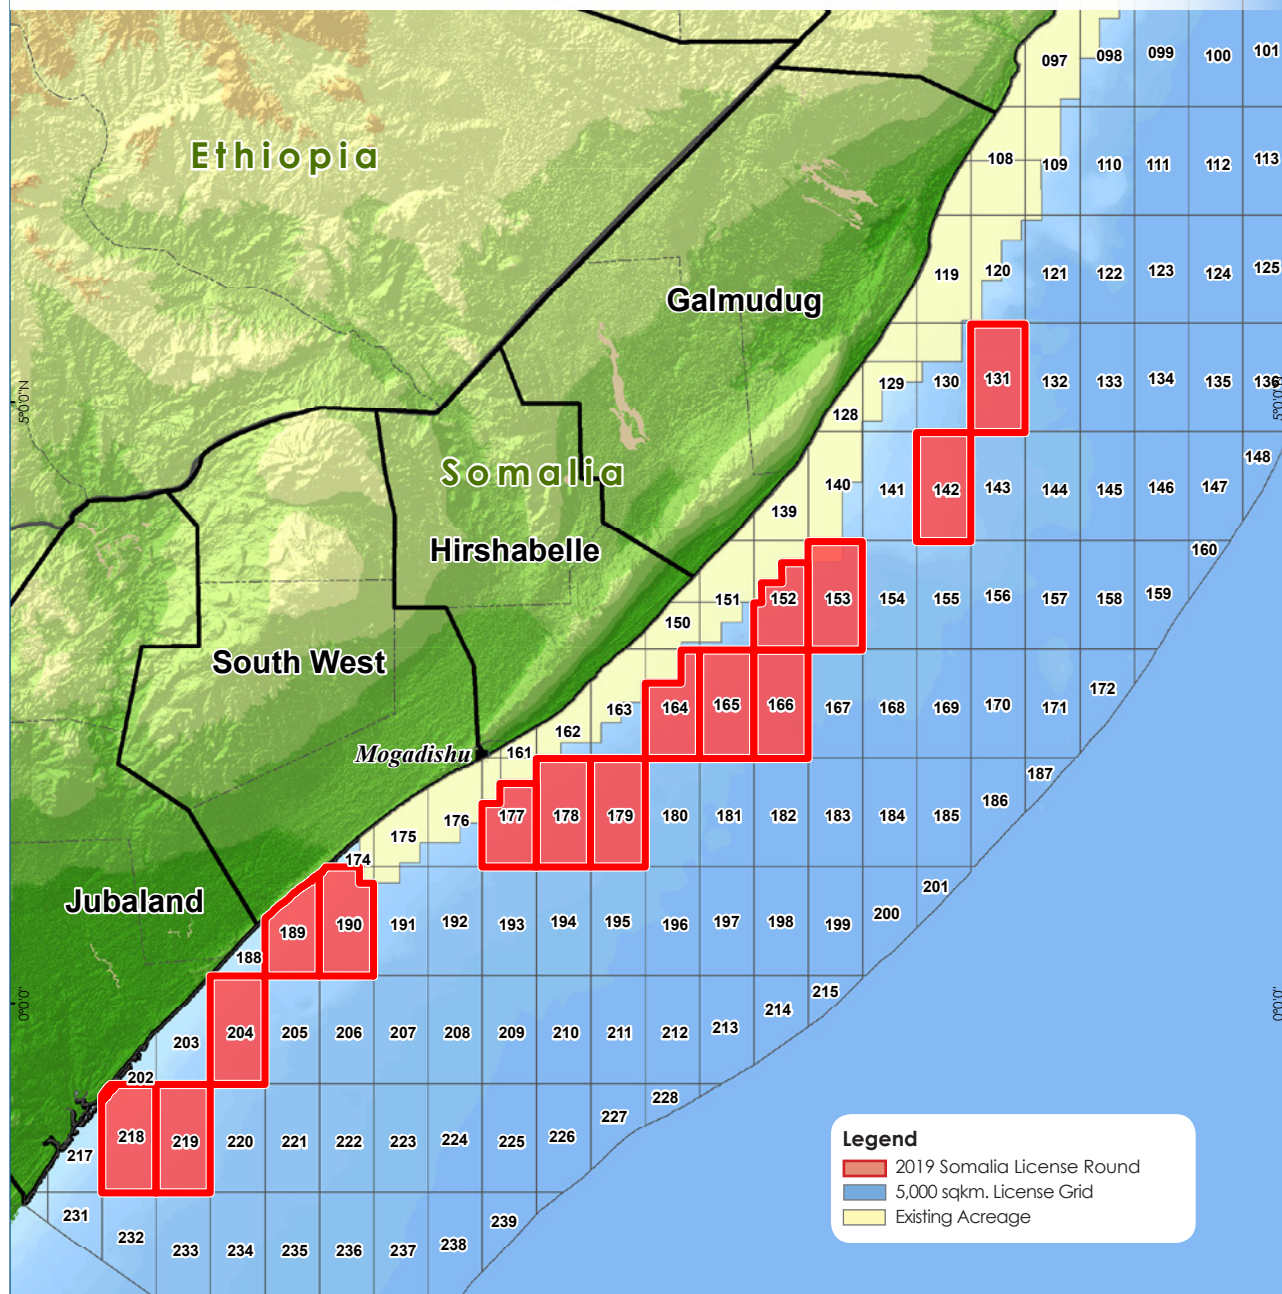 097 098 099 100 101
Ethiopia
108 109 110 111 112 113
119 120 121 122 123 124 125
Galmudug
129 130 131 132 133 134 135 136
5°0'0"N
128
Somalia
148
139 140 141 142 143 144 145 146 147
Hirshabelle
160
150 151 152 153 154 155 156 157 158 159
South West
162 163 164 165 166 167 168 169 170 171 172
Mogadishu
161
187
175 176 177 178 179 180 181 182 183 184 185 186
174
Jubaland
201
188 189 190 191 192 193 194 195 196 197 198 199 200
0°0'0"
0°0'0"
215
203 204 205 206 207 208 209 210 211 212 213 214
202
228
217 218 219 220 221 222 223 224 225 226 227
231 232 233 234 235 236 237 238 239
Legend
2019 Somalia License Round
5,000 sqkm. License Grid
Existing Acreage